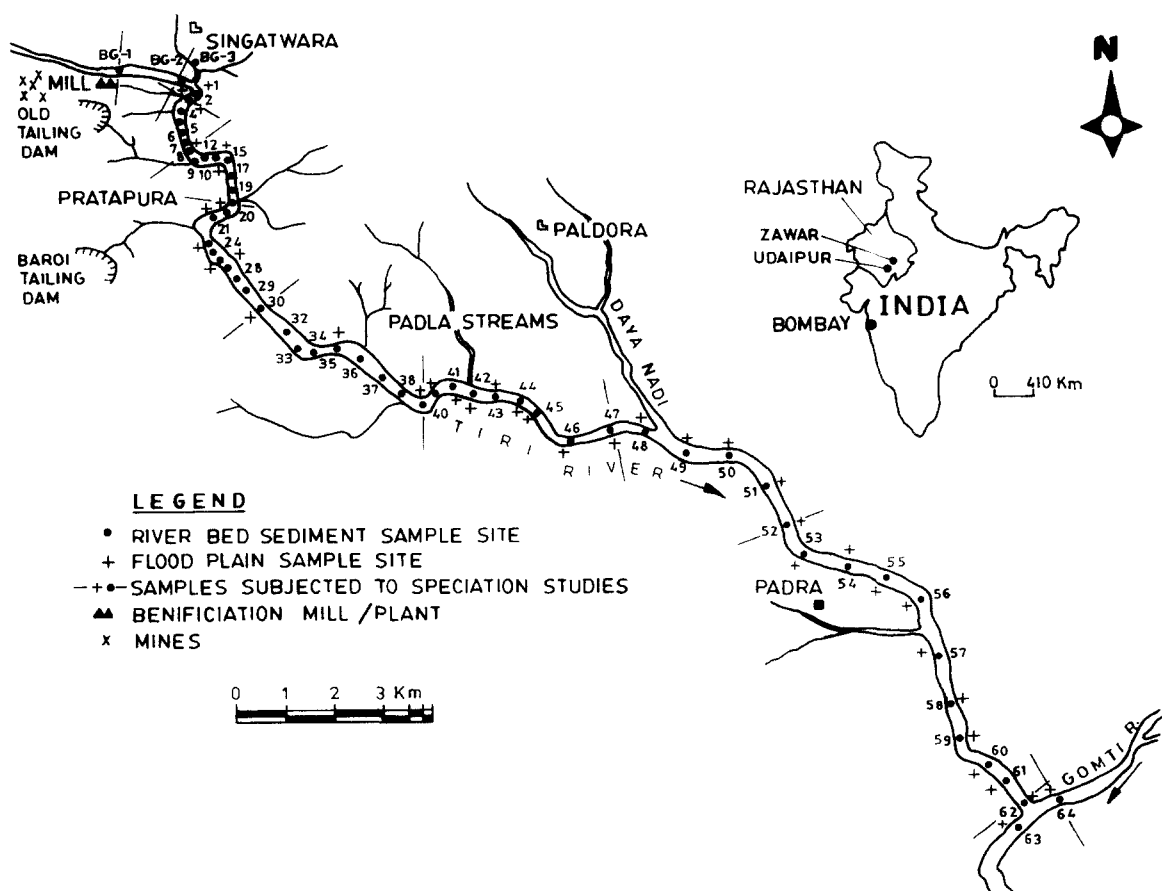 SINGATWARA
BG-1
BG-2
BG-3
MILL
x x x x x
OLD
TAILING
DAM
1
2
4
5
6
7
8
9
10
12
15
17
19
PRATAPURA
20
21
24
BAROI
TAILING
DAM
28
29
30
32
33
34
35
36
37
38
40
PADLA STREAMS
41
42
43
44
45
46
47
48
PALDORA
DAYA NADI
TIRI RIVER
49
50
51
52
53
54
55
56
PADRA
57
58
59
60
61
62
63
64
GOMTI R.
N
RAJASTHAN
ZAWAR
UDAIPUR
INDIA
BOMBAY
0 410 Km
LEGEND
• RIVER BED SEDIMENT SAMPLE SITE
+ FLOOD PLAIN SAMPLE SITE
—+•— SAMPLES SUBJECTED TO SPECIATION STUDIES
▲▲ BENIFICIATION MILL / PLANT
x MINES
0 1 2 3 Km